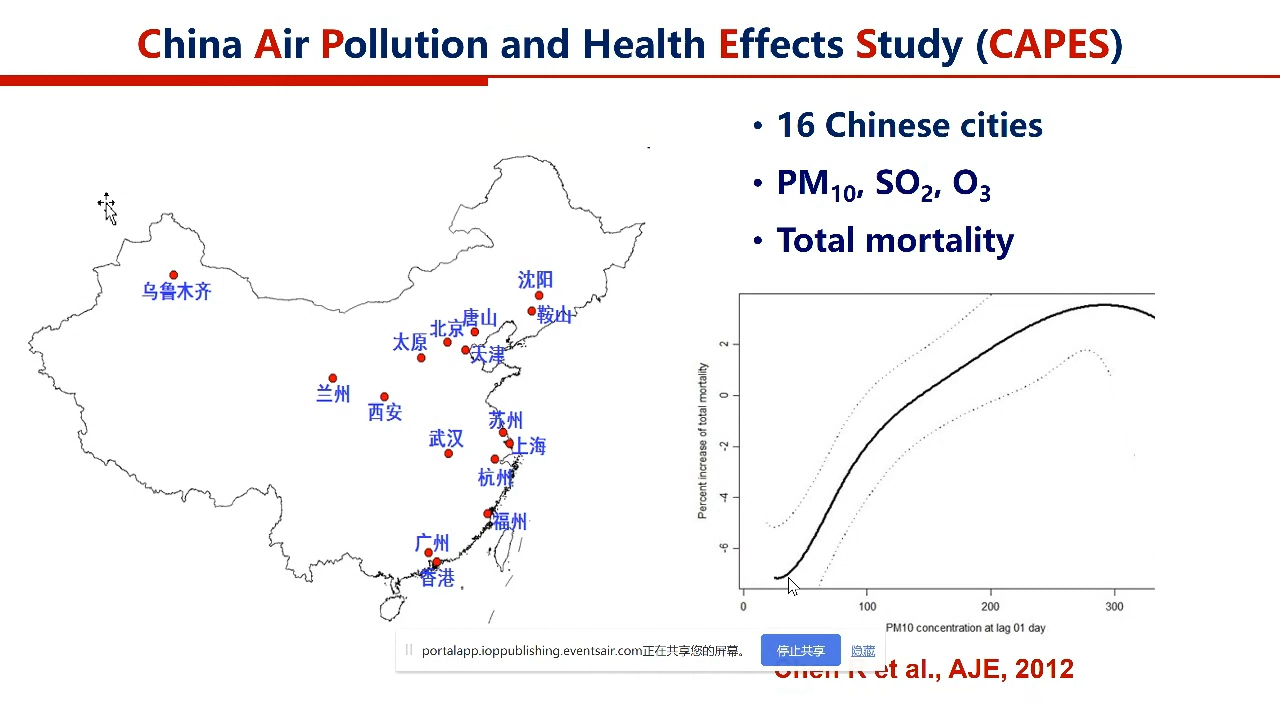 China Air Pollution and Health Effects Study (CAPES)
• 16 Chinese cities
• PM10, SO2, O3
• Total mortality
乌鲁木齐
沈阳
鞍山
唐山
北京
天津
太原
兰州
西安
苏州
上海
武汉
杭州
福州
广州
香港
Percent increase of total mortality
2
0
-2
-4
-6
0 100 200 300
PM10 concentration at lag 01 day
portalapp.ioppublishing.eventsair.com正在共享您的屏幕。 停止共享 隐藏
Chen R et al., AJE, 2012